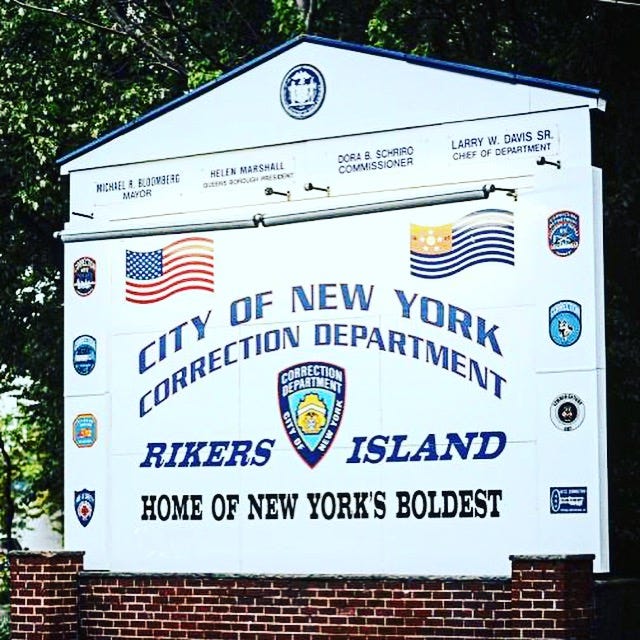 MICHAEL R. BLOOMBERG
MAYOR
HELEN MARSHALL
QUEENS BOROUGH PRESIDENT
DORA B. SCHRIRO
COMMISSIONER
LARRY W. DAVIS SR.
CHIEF OF DEPARTMENT
CITY OF NEW YORK
CORRECTION DEPARTMENT
CORRECTION
DEPARTMENT
CITY OF NEW YORK
RIKERS ISLAND
HOME OF NEW YORK'S BOLDEST